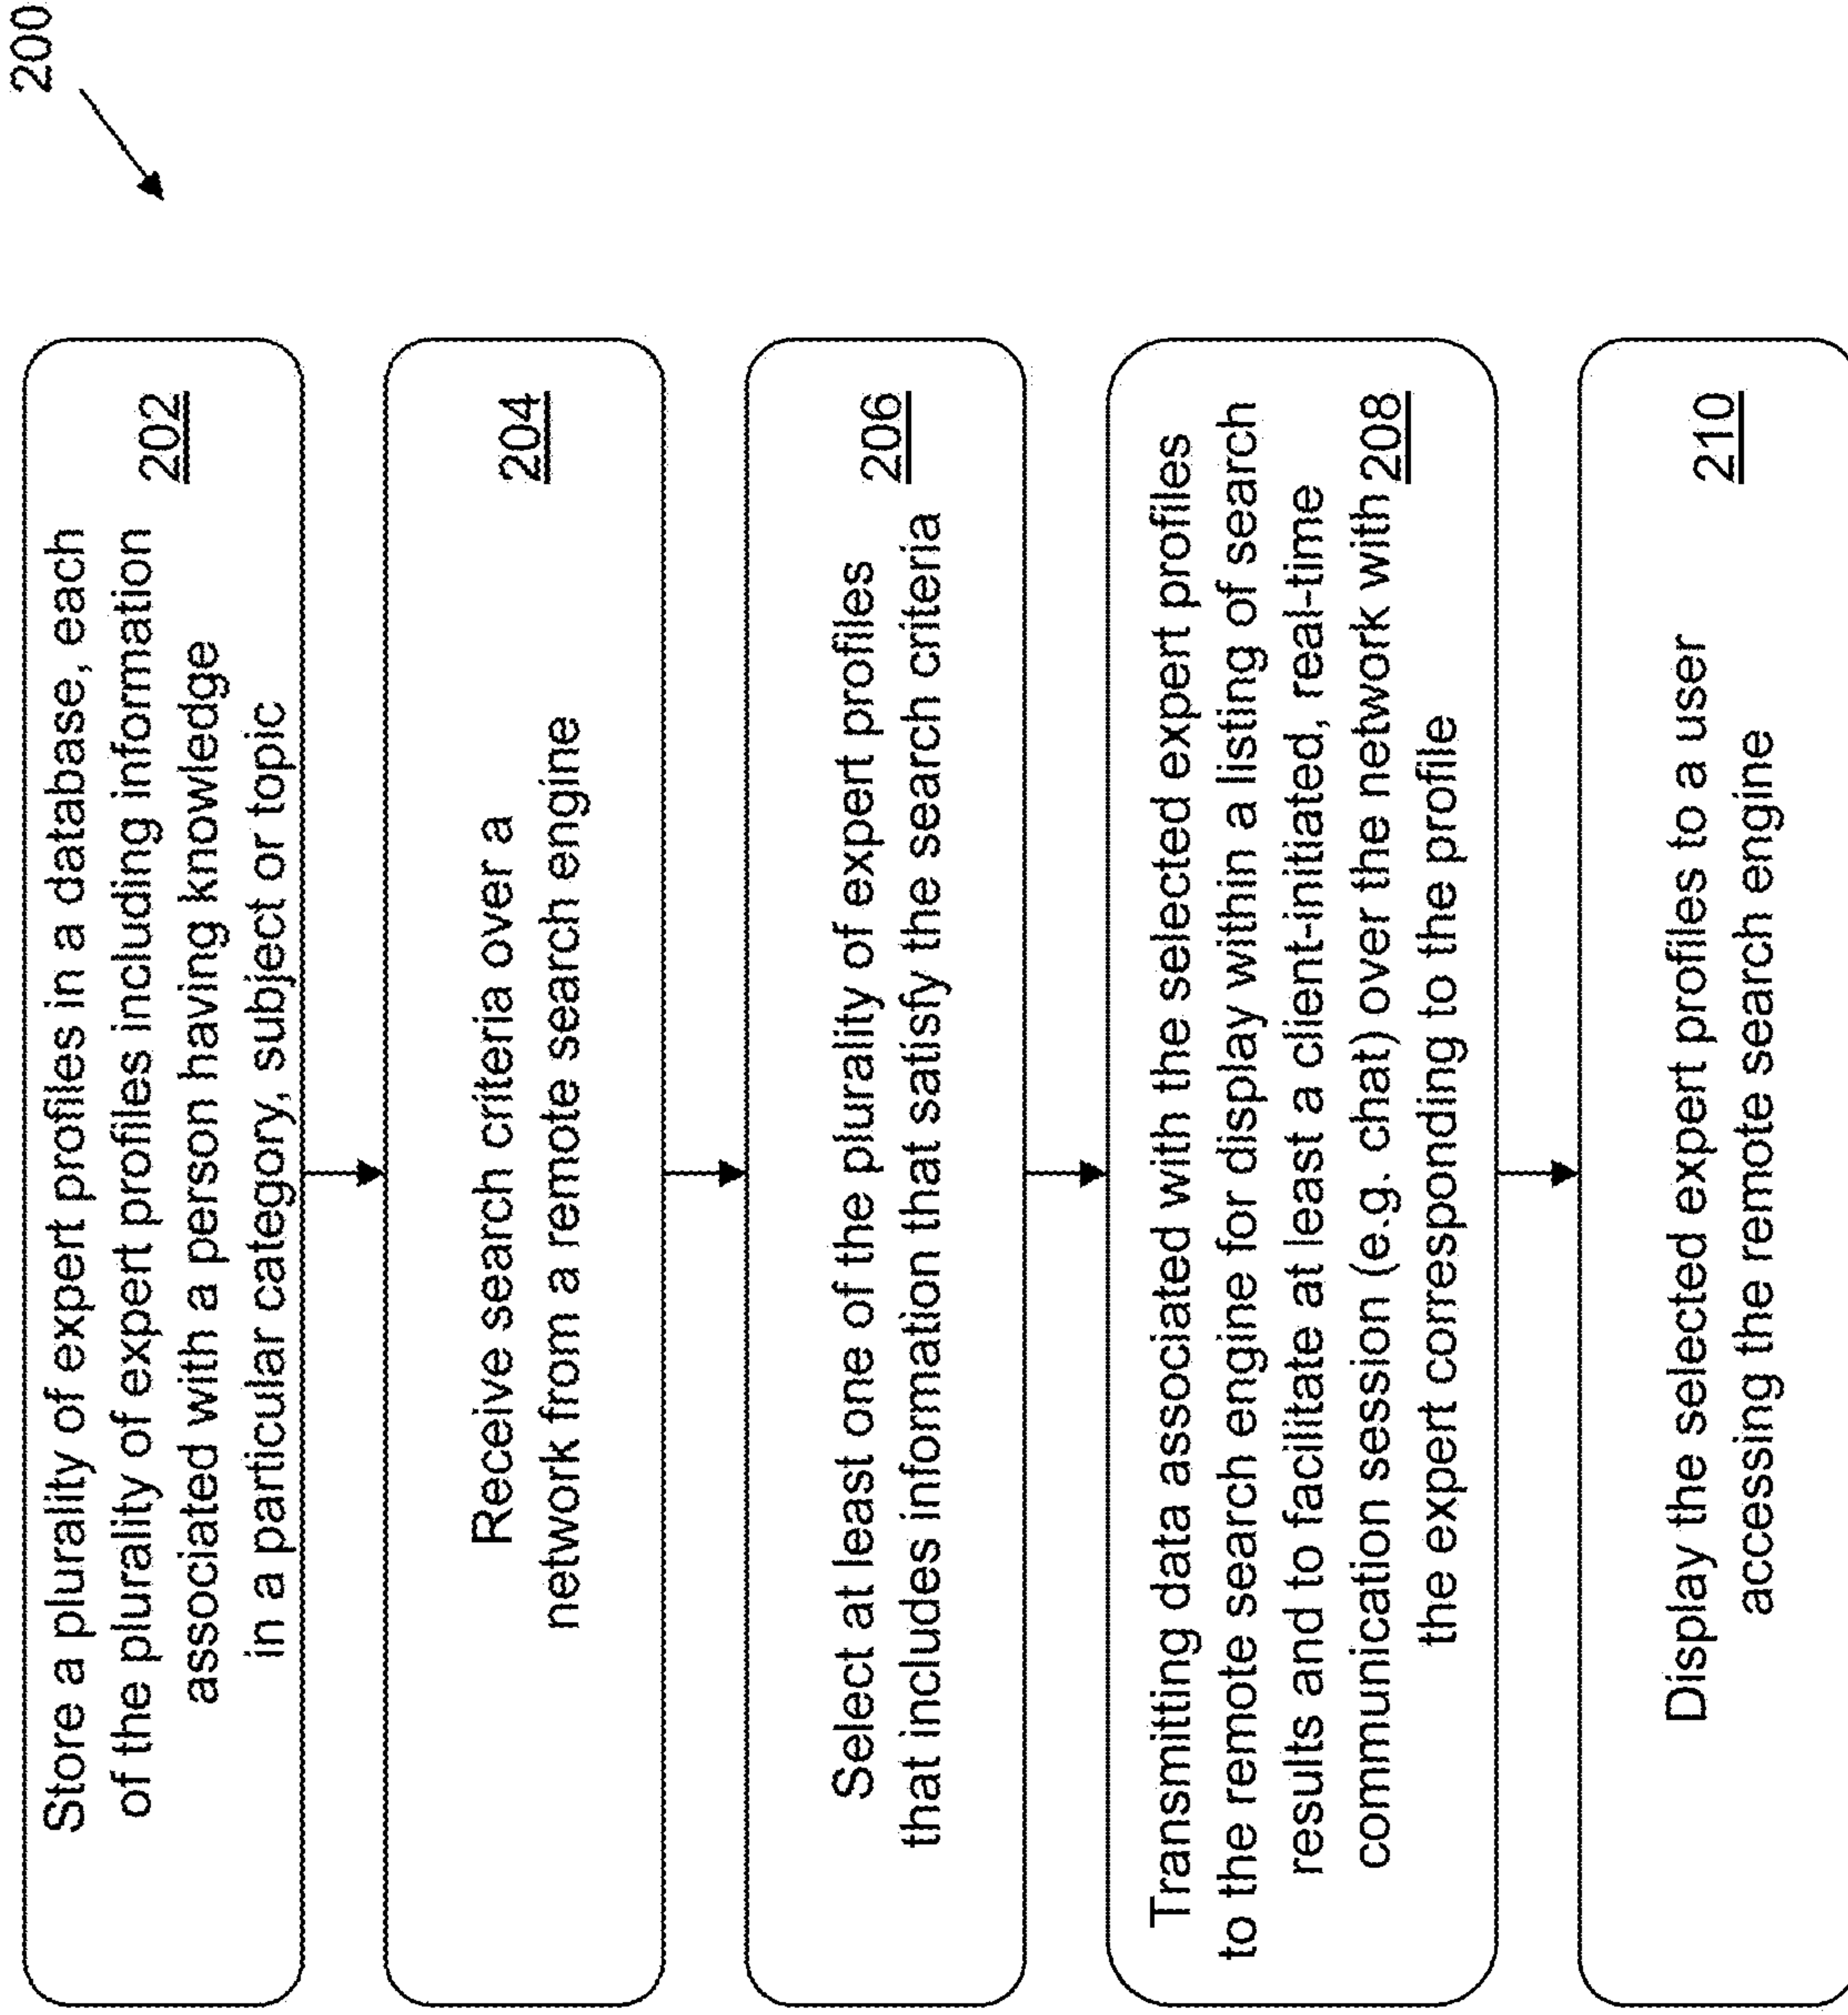 200
Store a plurality of expert profiles in a database, each
of the plurality of expert profiles including information
associated with a person having knowledge
in a particular category, subject or topic
202
Receive search criteria over a
network from a remote search engine
204
Select at least one of the plurality of expert profiles
that includes information that satisfy the search criteria
206
Transmitting data associated with the selected expert profiles
to the remote search engine for display within a listing of search
results and to facilitate at least a client-initiated, real-time
communication session (e.g. chat) over the network with
the expert corresponding to the profile
208
Display the selected expert profiles to a user
accessing the remote search engine
210